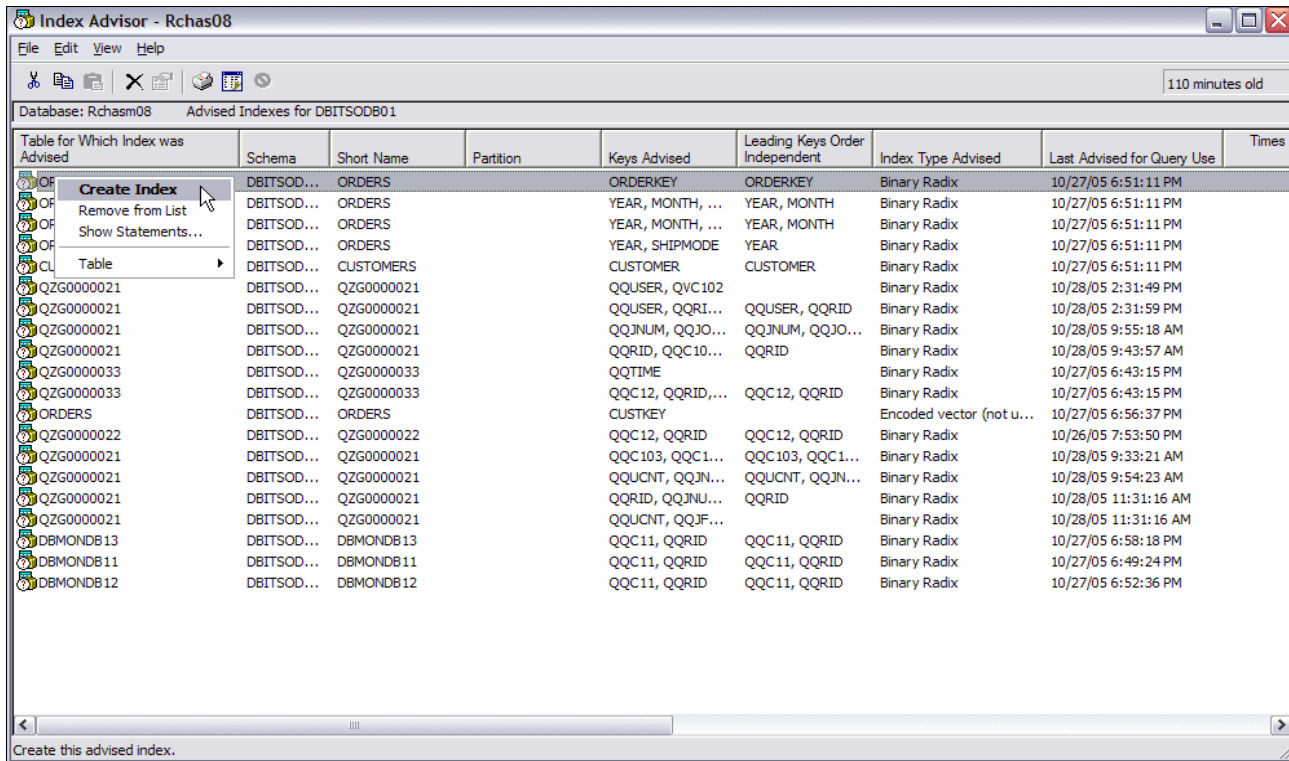 Index Advisor - Rchas08
File Edit View Help
110 minutes old
Database: Rchasm08 Advised Indexes for DBITSODB01
Table for Which Index was Advised Schema Short Name Partition Keys Advised Leading Keys Order Independent Index Type Advised Last Advised for Query Use Times
OR DBITSOD... ORDERS ORDERKEY ORDERKEY Binary Radix 10/27/05 6:51:11 PM
OR DBITSOD... ORDERS YEAR, MONTH, ... YEAR, MONTH Binary Radix 10/27/05 6:51:11 PM
OR DBITSOD... ORDERS YEAR, MONTH, ... YEAR, MONTH Binary Radix 10/27/05 6:51:11 PM
OR DBITSOD... ORDERS YEAR, SHIPMODE YEAR Binary Radix 10/27/05 6:51:11 PM
CU DBITSOD... CUSTOMERS CUSTOMER CUSTOMER Binary Radix 10/27/05 6:51:11 PM
Create Index
Remove from List
Show Statements...
Table
QZG0000021 DBITSOD... QZG0000021 QQUSER, QVC102 Binary Radix 10/28/05 2:31:49 PM
QZG0000021 DBITSOD... QZG0000021 QQUSER, QQRI... QQUSER, QQRID Binary Radix 10/28/05 2:31:59 PM
QZG0000021 DBITSOD... QZG0000021 QQJNUM, QQJO... QQJNUM, QQJO... Binary Radix 10/28/05 9:55:18 AM
QZG0000021 DBITSOD... QZG0000021 QQRID, QQC10... QQRID Binary Radix 10/28/05 9:43:57 AM
QZG0000033 DBITSOD... QZG0000033 QQTIME Binary Radix 10/27/05 6:43:15 PM
QZG0000033 DBITSOD... QZG0000033 QQC12, QQRID,... QQC12, QQRID Binary Radix 10/27/05 6:43:15 PM
ORDERS DBITSOD... ORDERS CUSTKEY Encoded vector (not u... 10/27/05 6:56:37 PM
QZG0000022 DBITSOD... QZG0000022 QQC12, QQRID QQC12, QQRID Binary Radix 10/26/05 7:53:50 PM
QZG0000021 DBITSOD... QZG0000021 QQC103, QQC1... QQC103, QQC1... Binary Radix 10/28/05 9:33:21 AM
QZG0000021 DBITSOD... QZG0000021 QQUCNT, QQJN... QQUCNT, QQJN... Binary Radix 10/28/05 9:54:23 AM
QZG0000021 DBITSOD... QZG0000021 QQRID, QQJNU... QQRID Binary Radix 10/28/05 11:31:16 AM
QZG0000021 DBITSOD... QZG0000021 QQUCNT, QQJF... Binary Radix 10/28/05 11:31:16 AM
DBMONDB13 DBITSOD... DBMONDB13 QQC11, QQRID QQC11, QQRID Binary Radix 10/27/05 6:58:18 PM
DBMONDB11 DBITSOD... DBMONDB11 QQC11, QQRID QQC11, QQRID Binary Radix 10/27/05 6:49:24 PM
DBMONDB12 DBITSOD... DBMONDB12 QQC11, QQRID QQC11, QQRID Binary Radix 10/27/05 6:52:36 PM
Create this advised index.